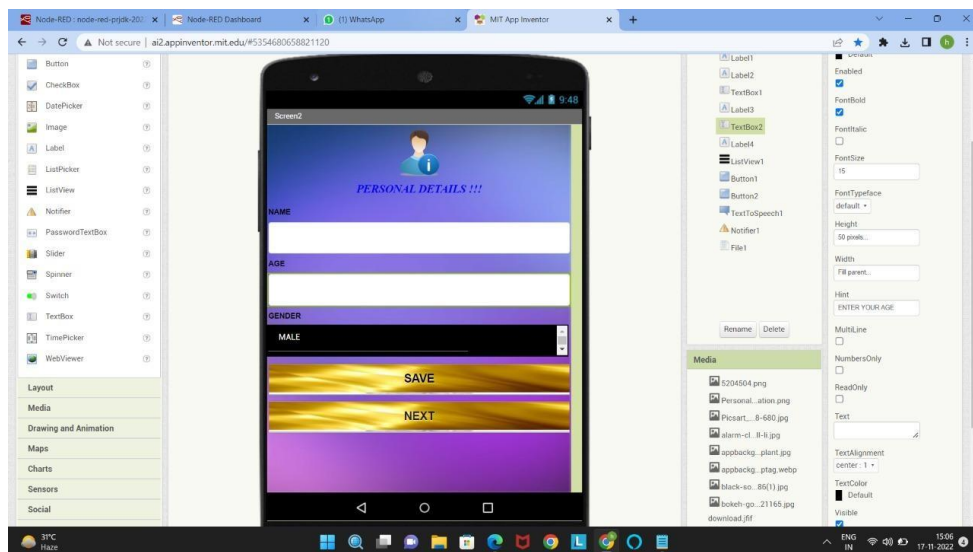 Node-RED : node-red-prjdk-202
Node-RED Dashboard
(1) WhatsApp
MIT App Inventor
Not secure | ai2.appinventor.mit.edu/#5354680658821120
Button
CheckBox
DatePicker
Image
Label
ListPicker
ListView
Notifier
PasswordTextBox
Slider
Spinner
Switch
TextBox
TimePicker
WebViewer
Layout
Media
Drawing and Animation
Maps
Charts
Sensors
Social
9:48
Screen2
PERSONAL DETAILS !!!
NAME
AGE
GENDER
MALE
SAVE
NEXT
Label1
Label2
TextBox1
Label3
TextBox2
Label4
ListView1
Button1
Button2
TextToSpeech1
Notifier1
File1
Rename Delete
Media
5204504.png
Personal...ation.png
Picsart_...8-680.jpg
alarm-cl...ll-li.jpg
appbackg...plant.jpg
appbackg...ptag.webp
black-so...86(1).jpg
bokeh-go...21165.jpg
download.jfif
Default
Enabled
FontBold
FontItalic
FontSize
15
FontTypeface
default
Height
50 pixels...
Width
Fill parent...
Hint
ENTER YOUR AGE
MultiLine
NumbersOnly
ReadOnly
Text
TextAlignment
center : 1
TextColor
Default
Visible
31°C
Haze
ENG
IN
15:06
17-11-2022